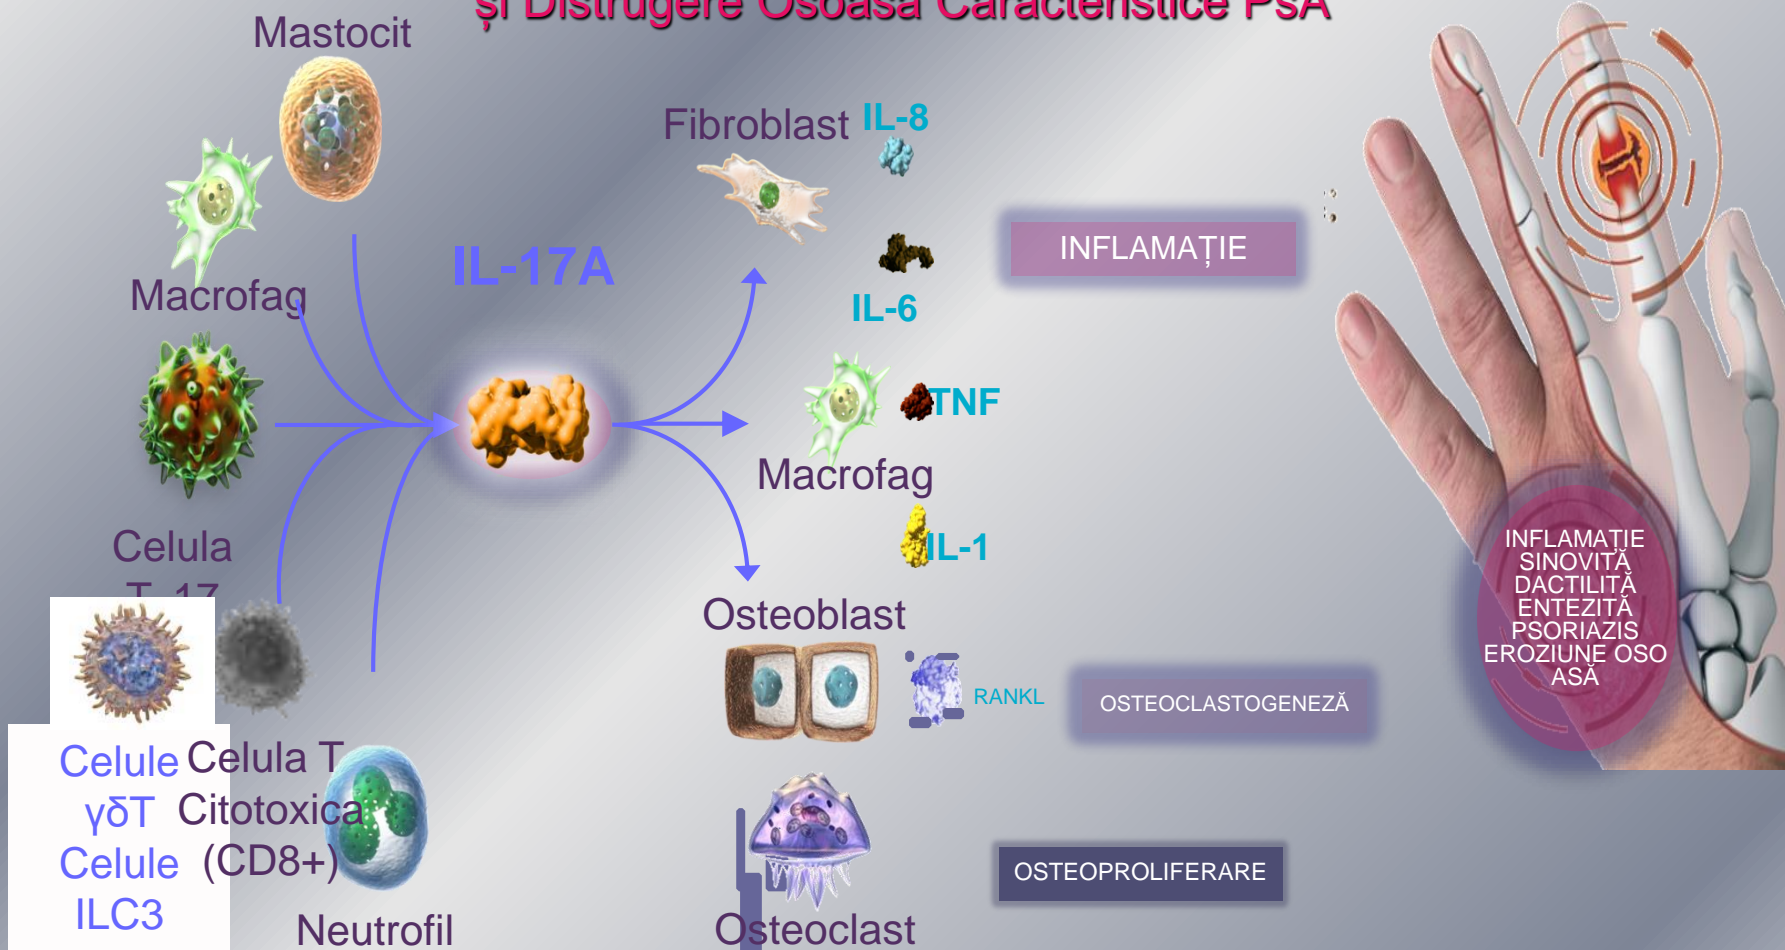 și Distrugere Osoasă Caracteristice PsA
Mastocit
Macrofag
Celula
T 17
Celule
γδT
Celule
ILC3
Celula T
Citotoxica
(CD8+)
Neutrofil
IL-17A
Fibroblast
IL-8
IL-6
TNF
Macrofag
IL-1
Osteoblast
RANKL
Osteoclast
INFLAMAȚIE
OSTEOCLASTOGENEZĂ
OSTEOPROLIFERARE
INFLAMAȚIE
SINOVITĂ
DACTILITĂ
ENTEZITĂ
PSORIAZIS
EROZIUNE OSO
ASĂ